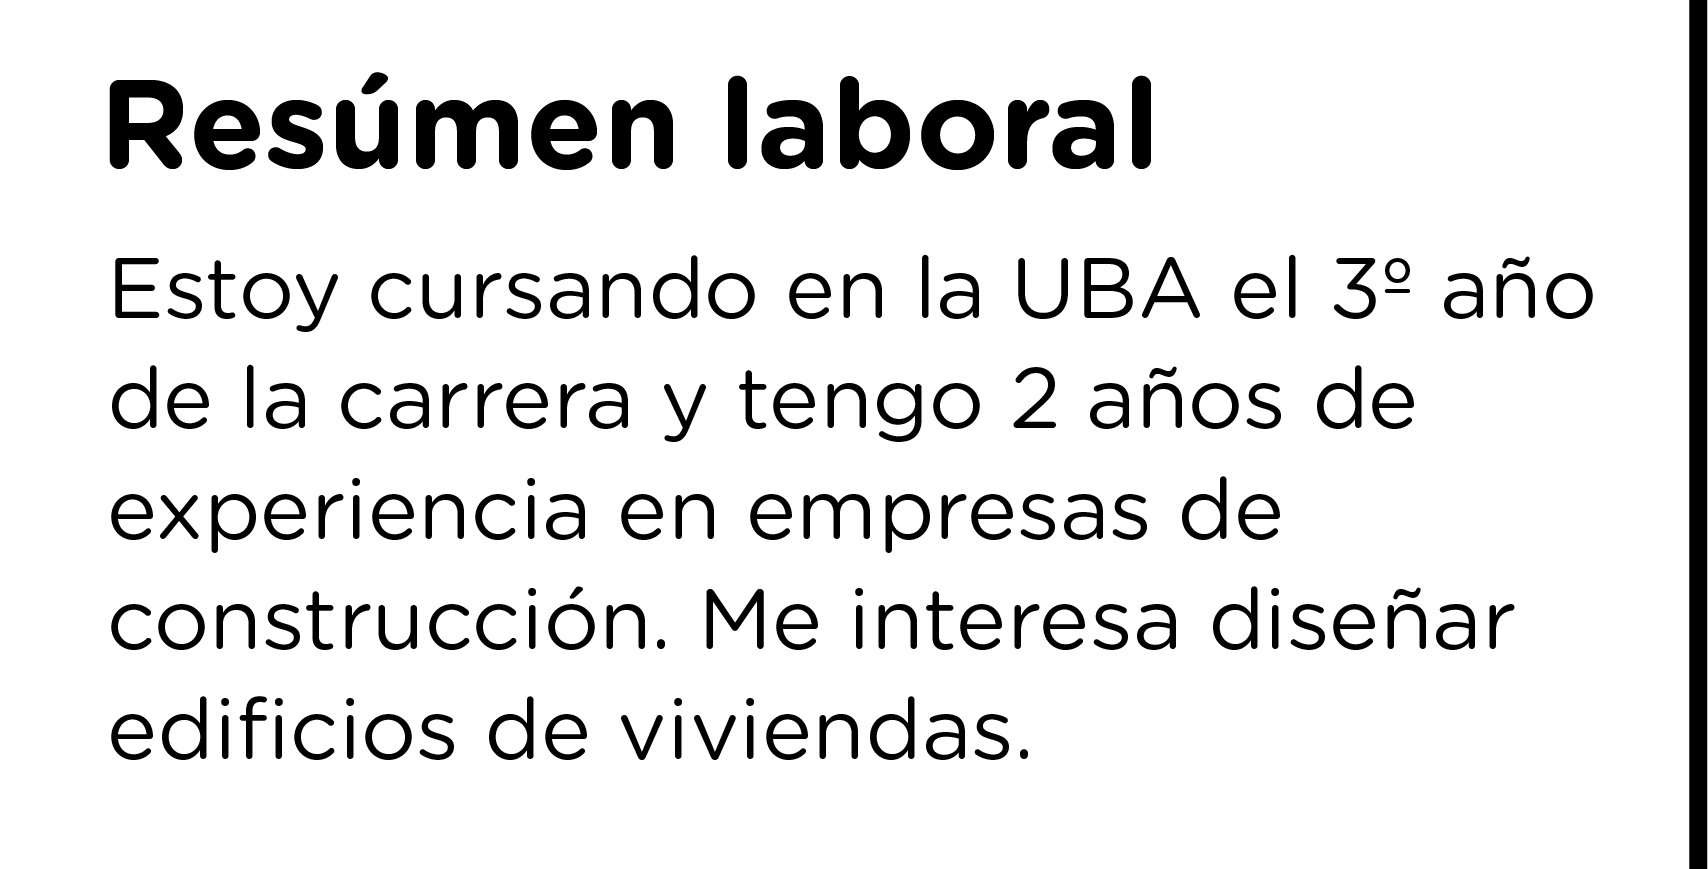 Resúmen laboral
Estoy cursando en la UBA el 3º año
de la carrera y tengo 2 años de
experiencia en empresas de
construcción. Me interesa diseñar
edificios de viviendas.